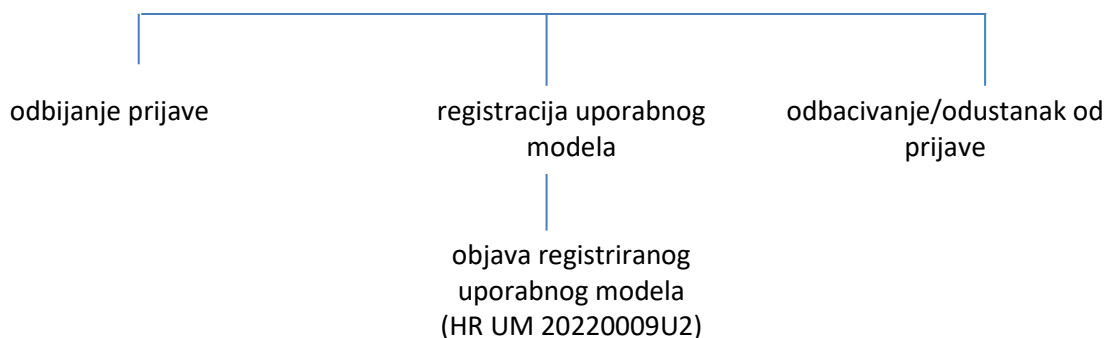 odbijanje prijave
registracija uporabnog
modela
odbacivanje/odustanak od
prijave
objava registriranog
uporabnog modela
(HR UM 20220009U2)